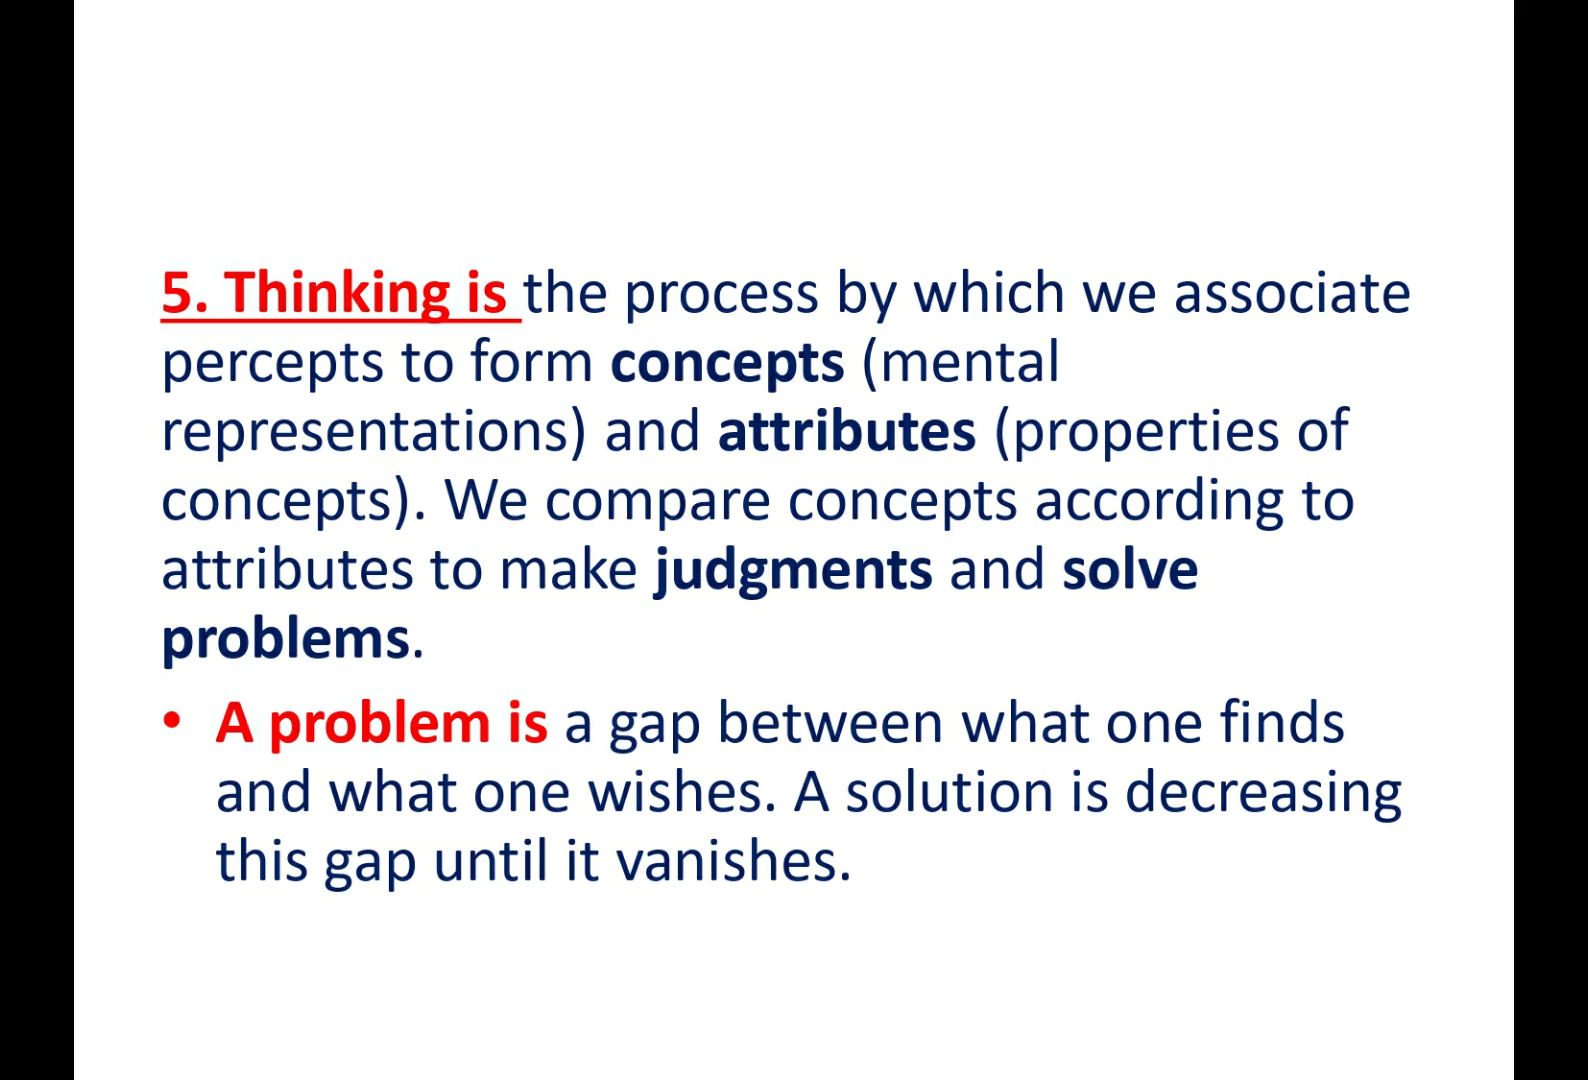 5. Thinking is the process by which we associate
percepts to form concepts (mental
representations) and attributes (properties of
concepts). We compare concepts according to
attributes to make judgments and solve
problems.
• A problem is a gap between what one finds
and what one wishes. A solution is decreasing
this gap until it vanishes.